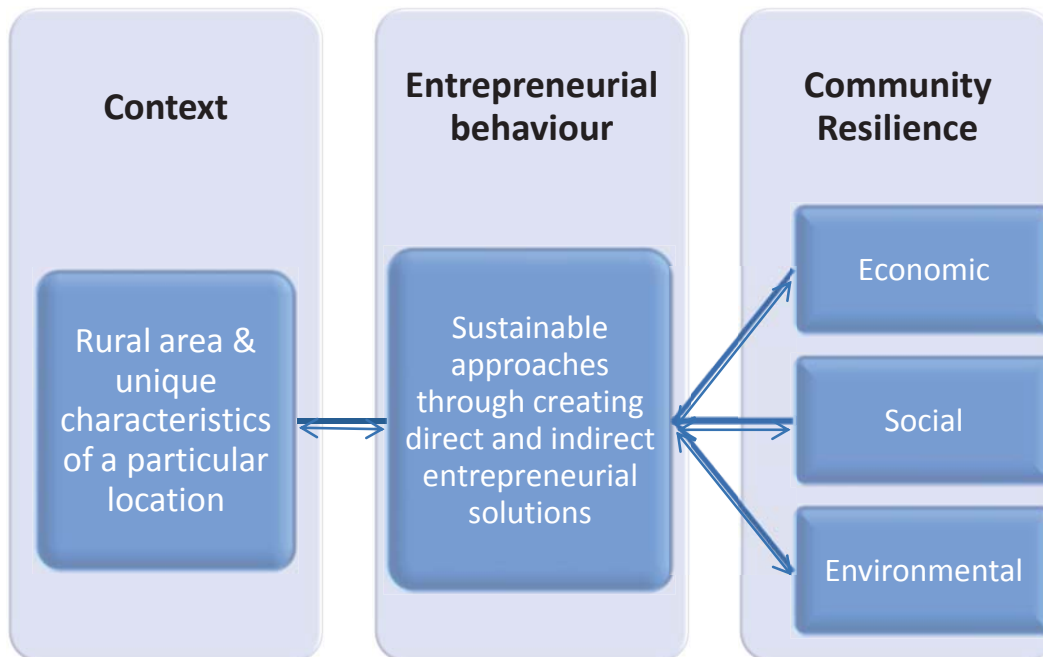 Context
Rural area &
unique
characteristics
of a particular
location
Entrepreneurial
behaviour
Sustainable
approaches
through creating
direct and indirect
entrepreneurial
solutions
Community
Resilience
Economic
Social
Environmental